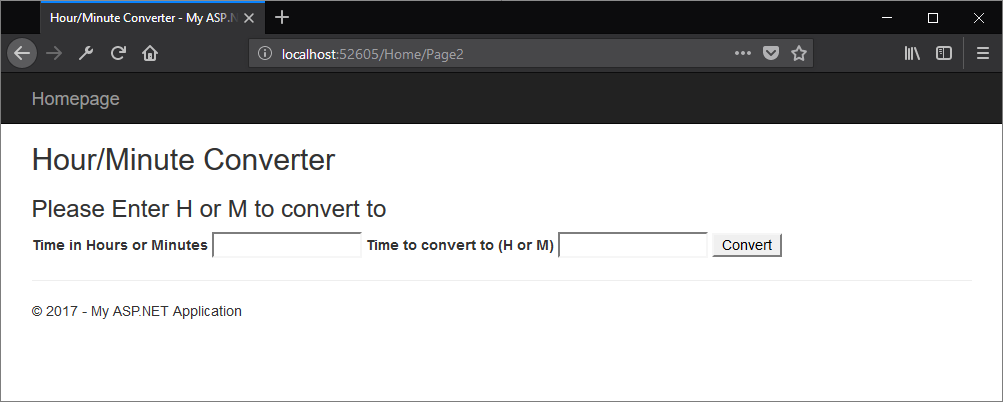 Hour/Minute Converter - My ASP.N
localhost:52605/Home/Page2
Homepage
Hour/Minute Converter
Please Enter H or M to convert to
Time in Hours or Minutes Time to convert to (H or M) Convert
© 2017 - My ASP.NET Application